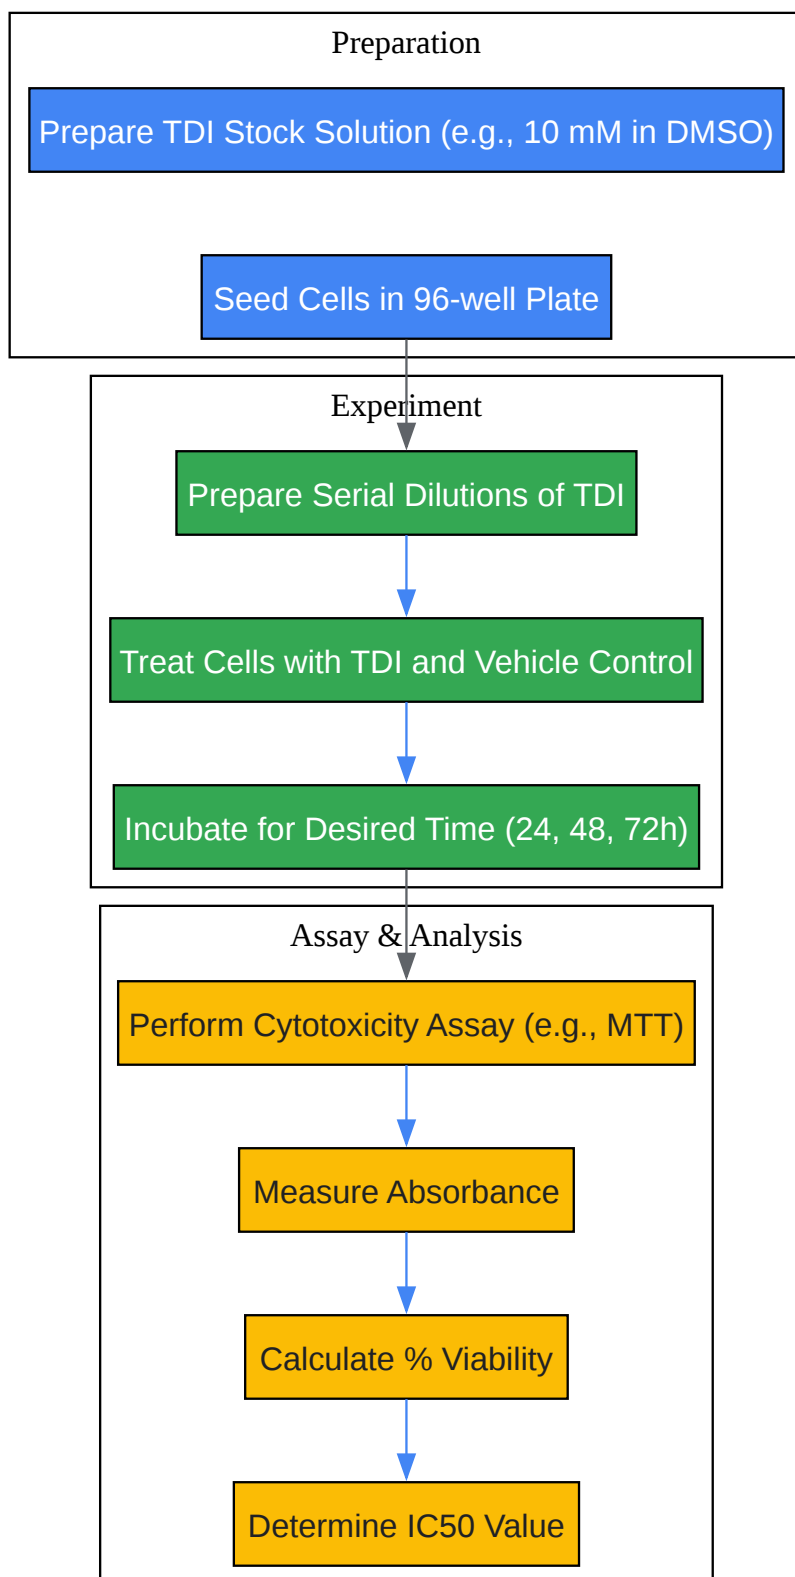 Preparation
Prepare TDI Stock Solution (e.g., 10 mM in DMSO)
Seed Cells in 96-well Plate
Experiment
Prepare Serial Dilutions of TDI
Treat Cells with TDI and Vehicle Control
Incubate for Desired Time (24, 48, 72h)
Assay & Analysis
Perform Cytotoxicity Assay (e.g., MTT)
Measure Absorbance
Calculate % Viability
Determine IC50 Value